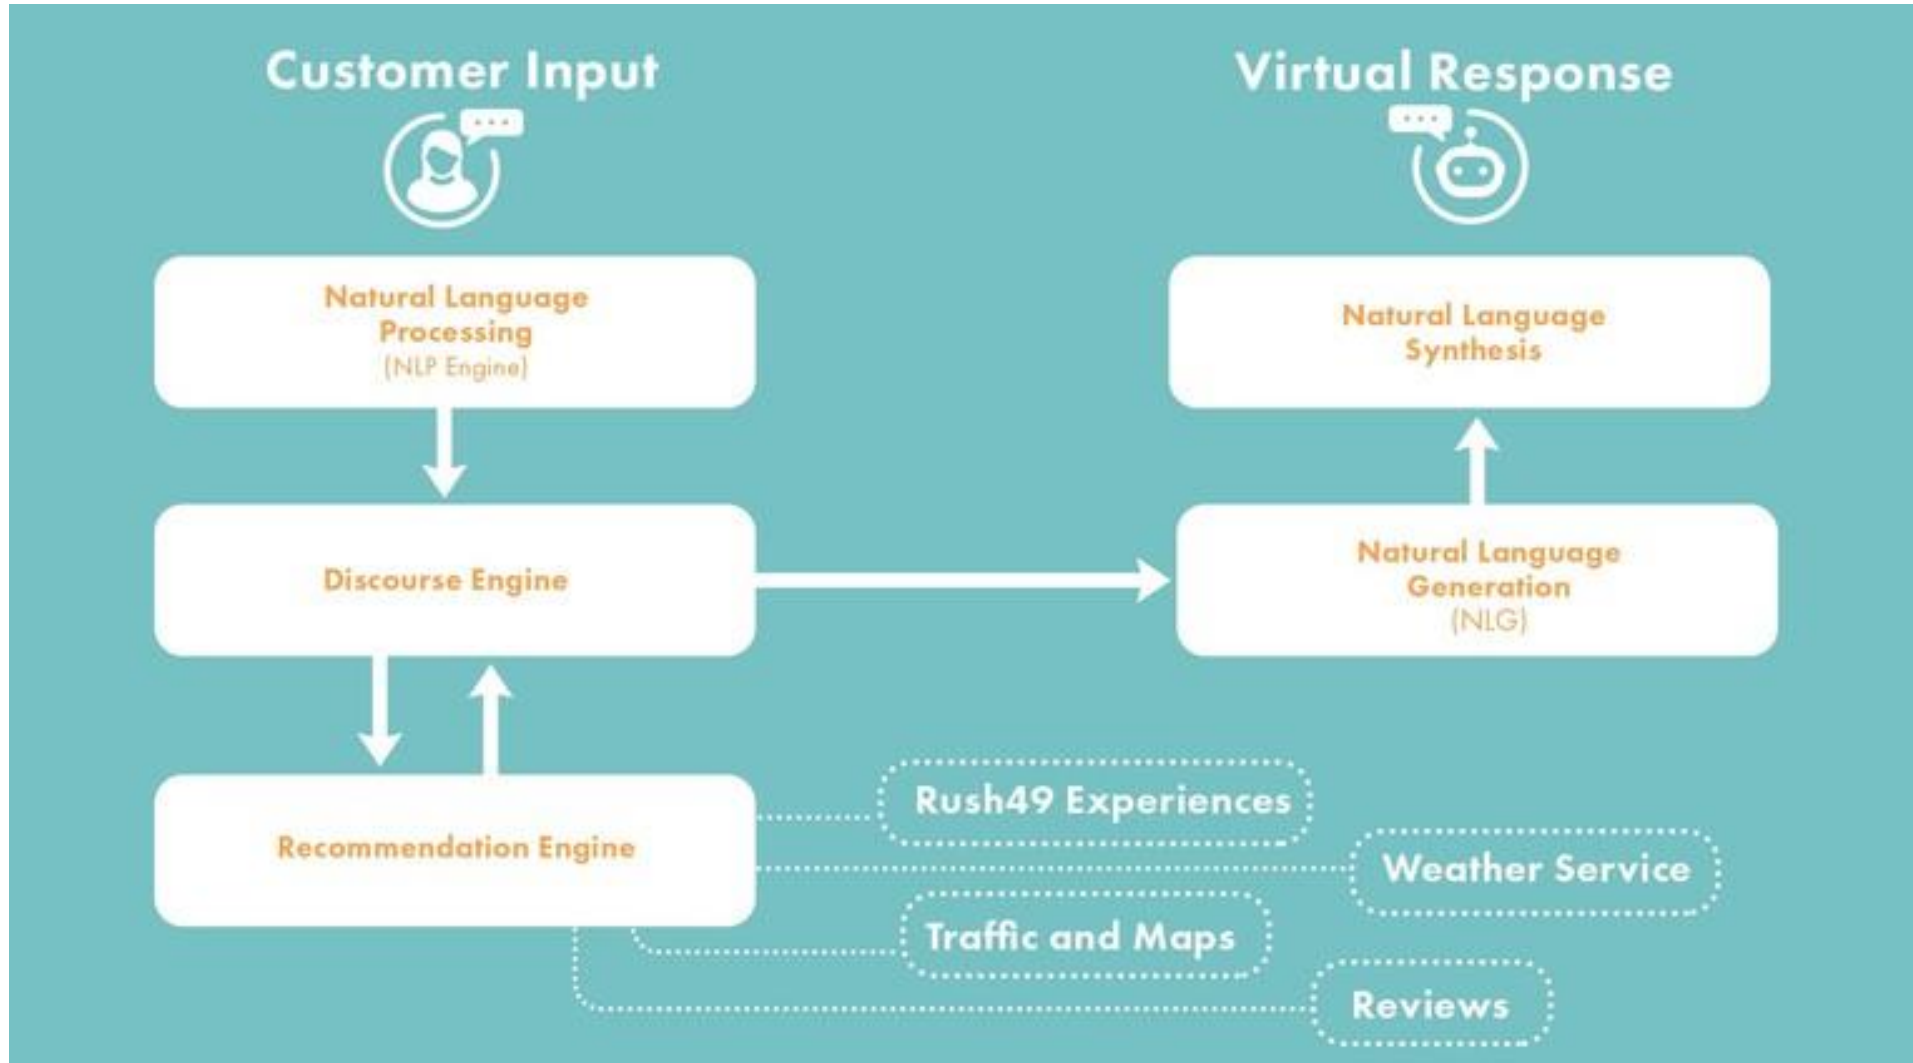 Customer Input
Virtual Response
Natural Language
Processing
(NLP Engine)
Natural Language
Synthesis
Discourse Engine
Natural Language
Generation
(NLG)
Recommendation Engine
Rush49 Experiences
Weather Service
Traffic and Maps
Reviews